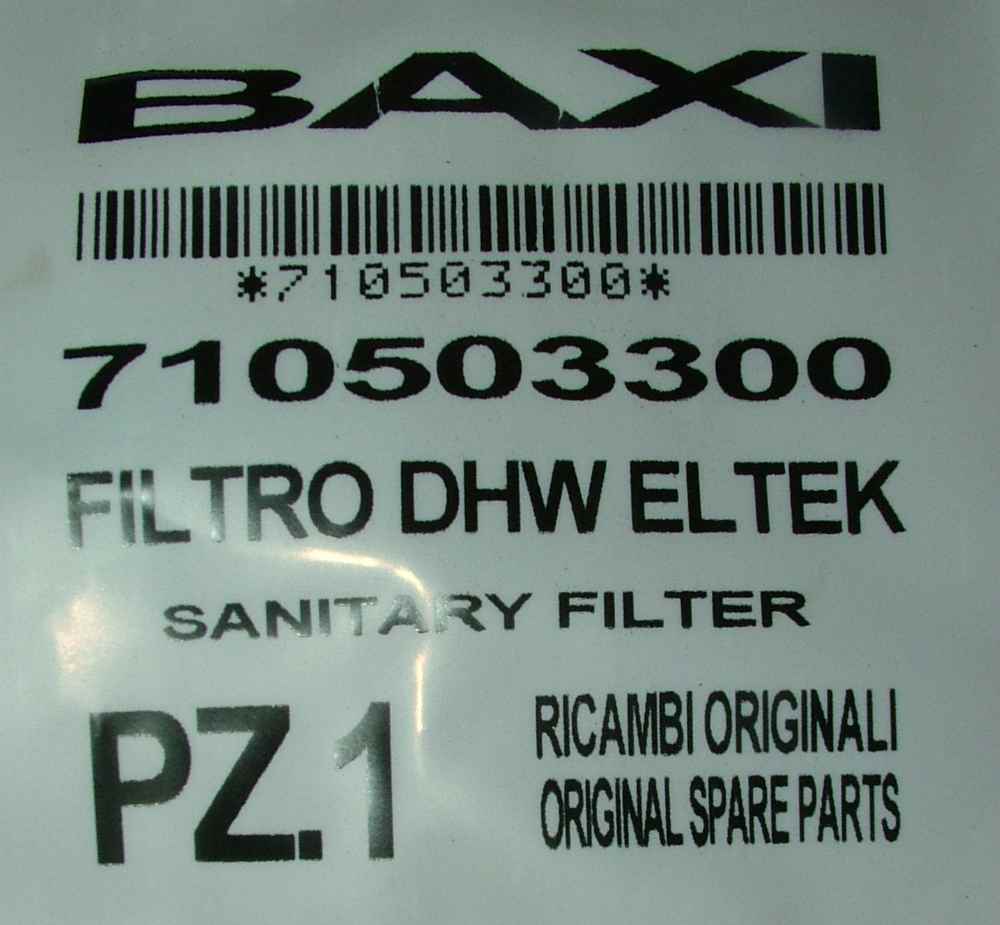 BAXI
*710503300*
710503300
FILTRO DHW ELTEK
SANITARY FILTER
PZ.1
RICAMBI ORIGINALI
ORIGINAL SPARE PARTS